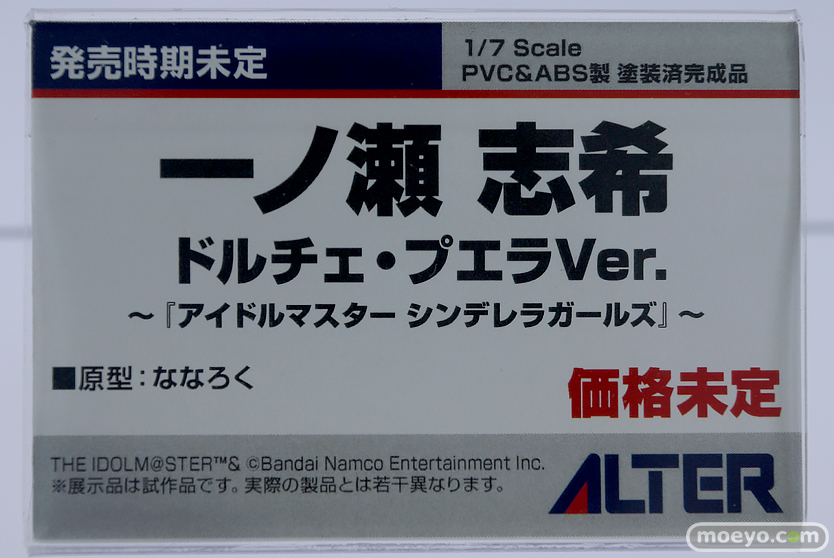 発売時期未定
1/7 Scale
PVC&ABS製 塗装済完成品
一ノ瀬 志希
ドルチェ・プエラVer.
～『アイドルマスター シンデレラガールズ』～
■原型：ななろく
価格未定
THE IDOLM@STER™& ©Bandai Namco Entertainment Inc.
※展示品は試作品です。実際の製品とは若干異なります。
ALTER
moeyo.com